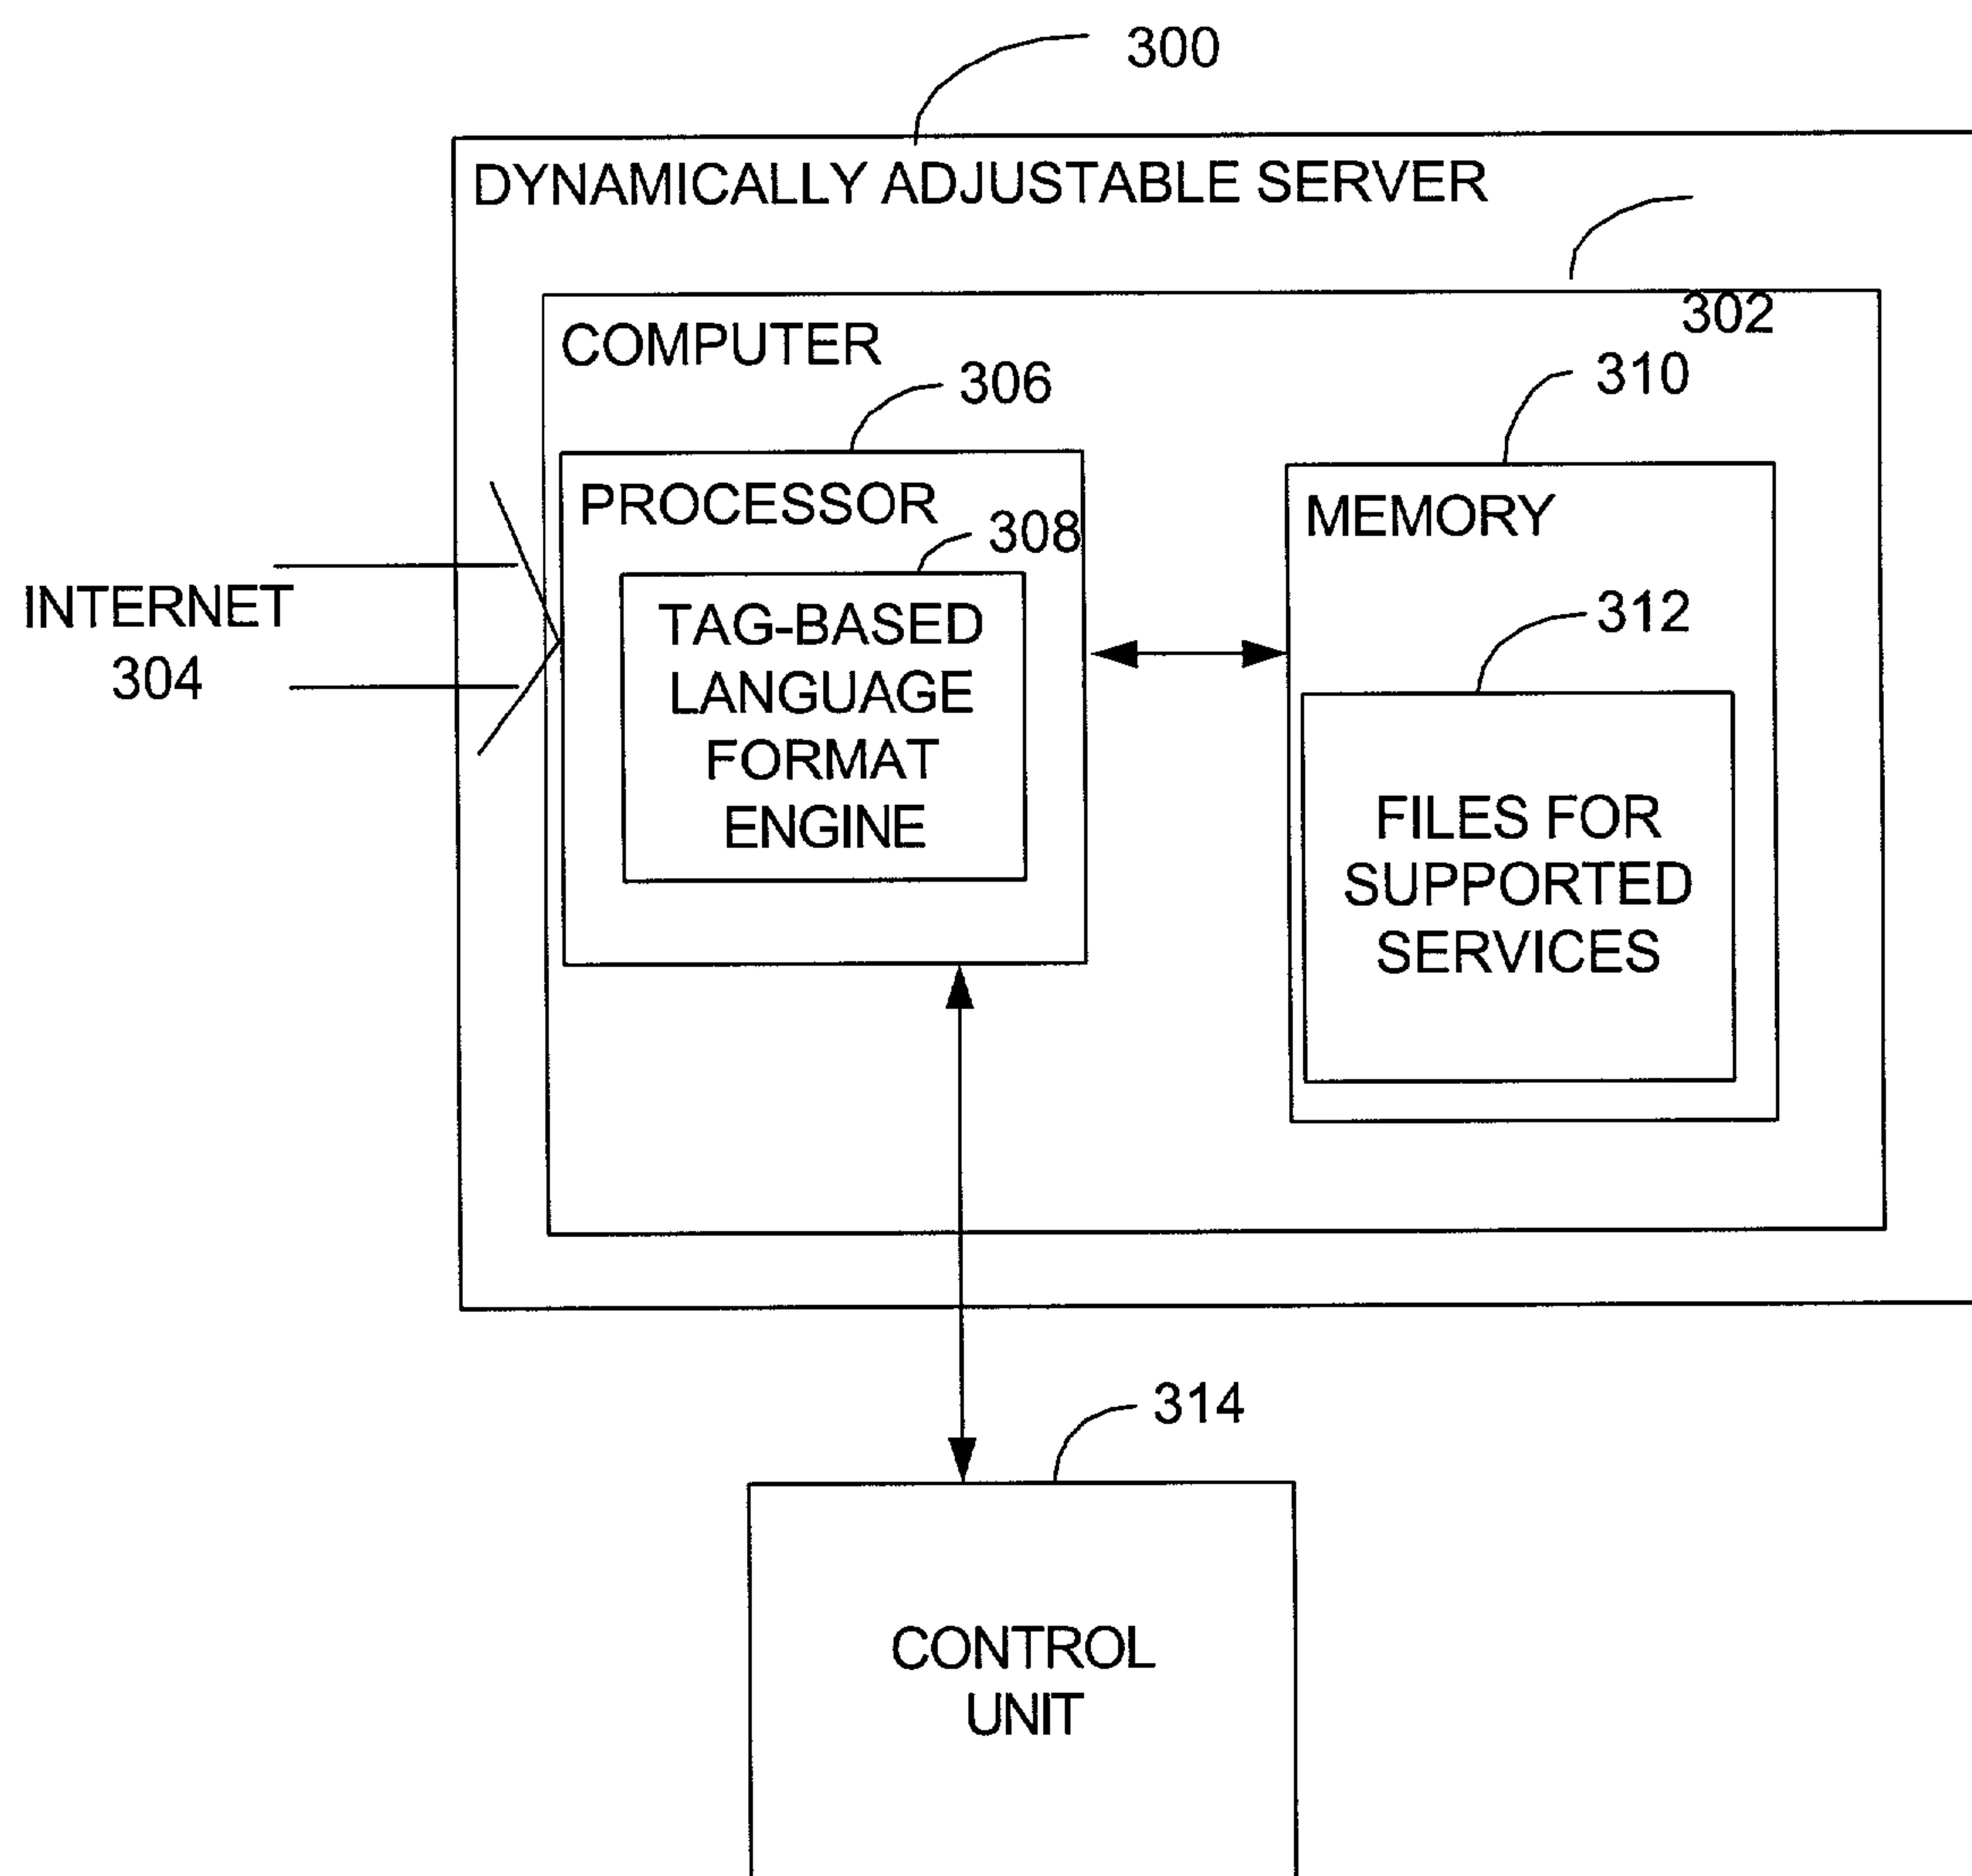 300
DYNAMICALLY ADJUSTABLE SERVER
302
COMPUTER
306
310
PROCESSOR
MEMORY
308
INTERNET
304
TAG-BASED
LANGUAGE
FORMAT
ENGINE
312
FILES FOR
SUPPORTED
SERVICES
314
CONTROL
UNIT